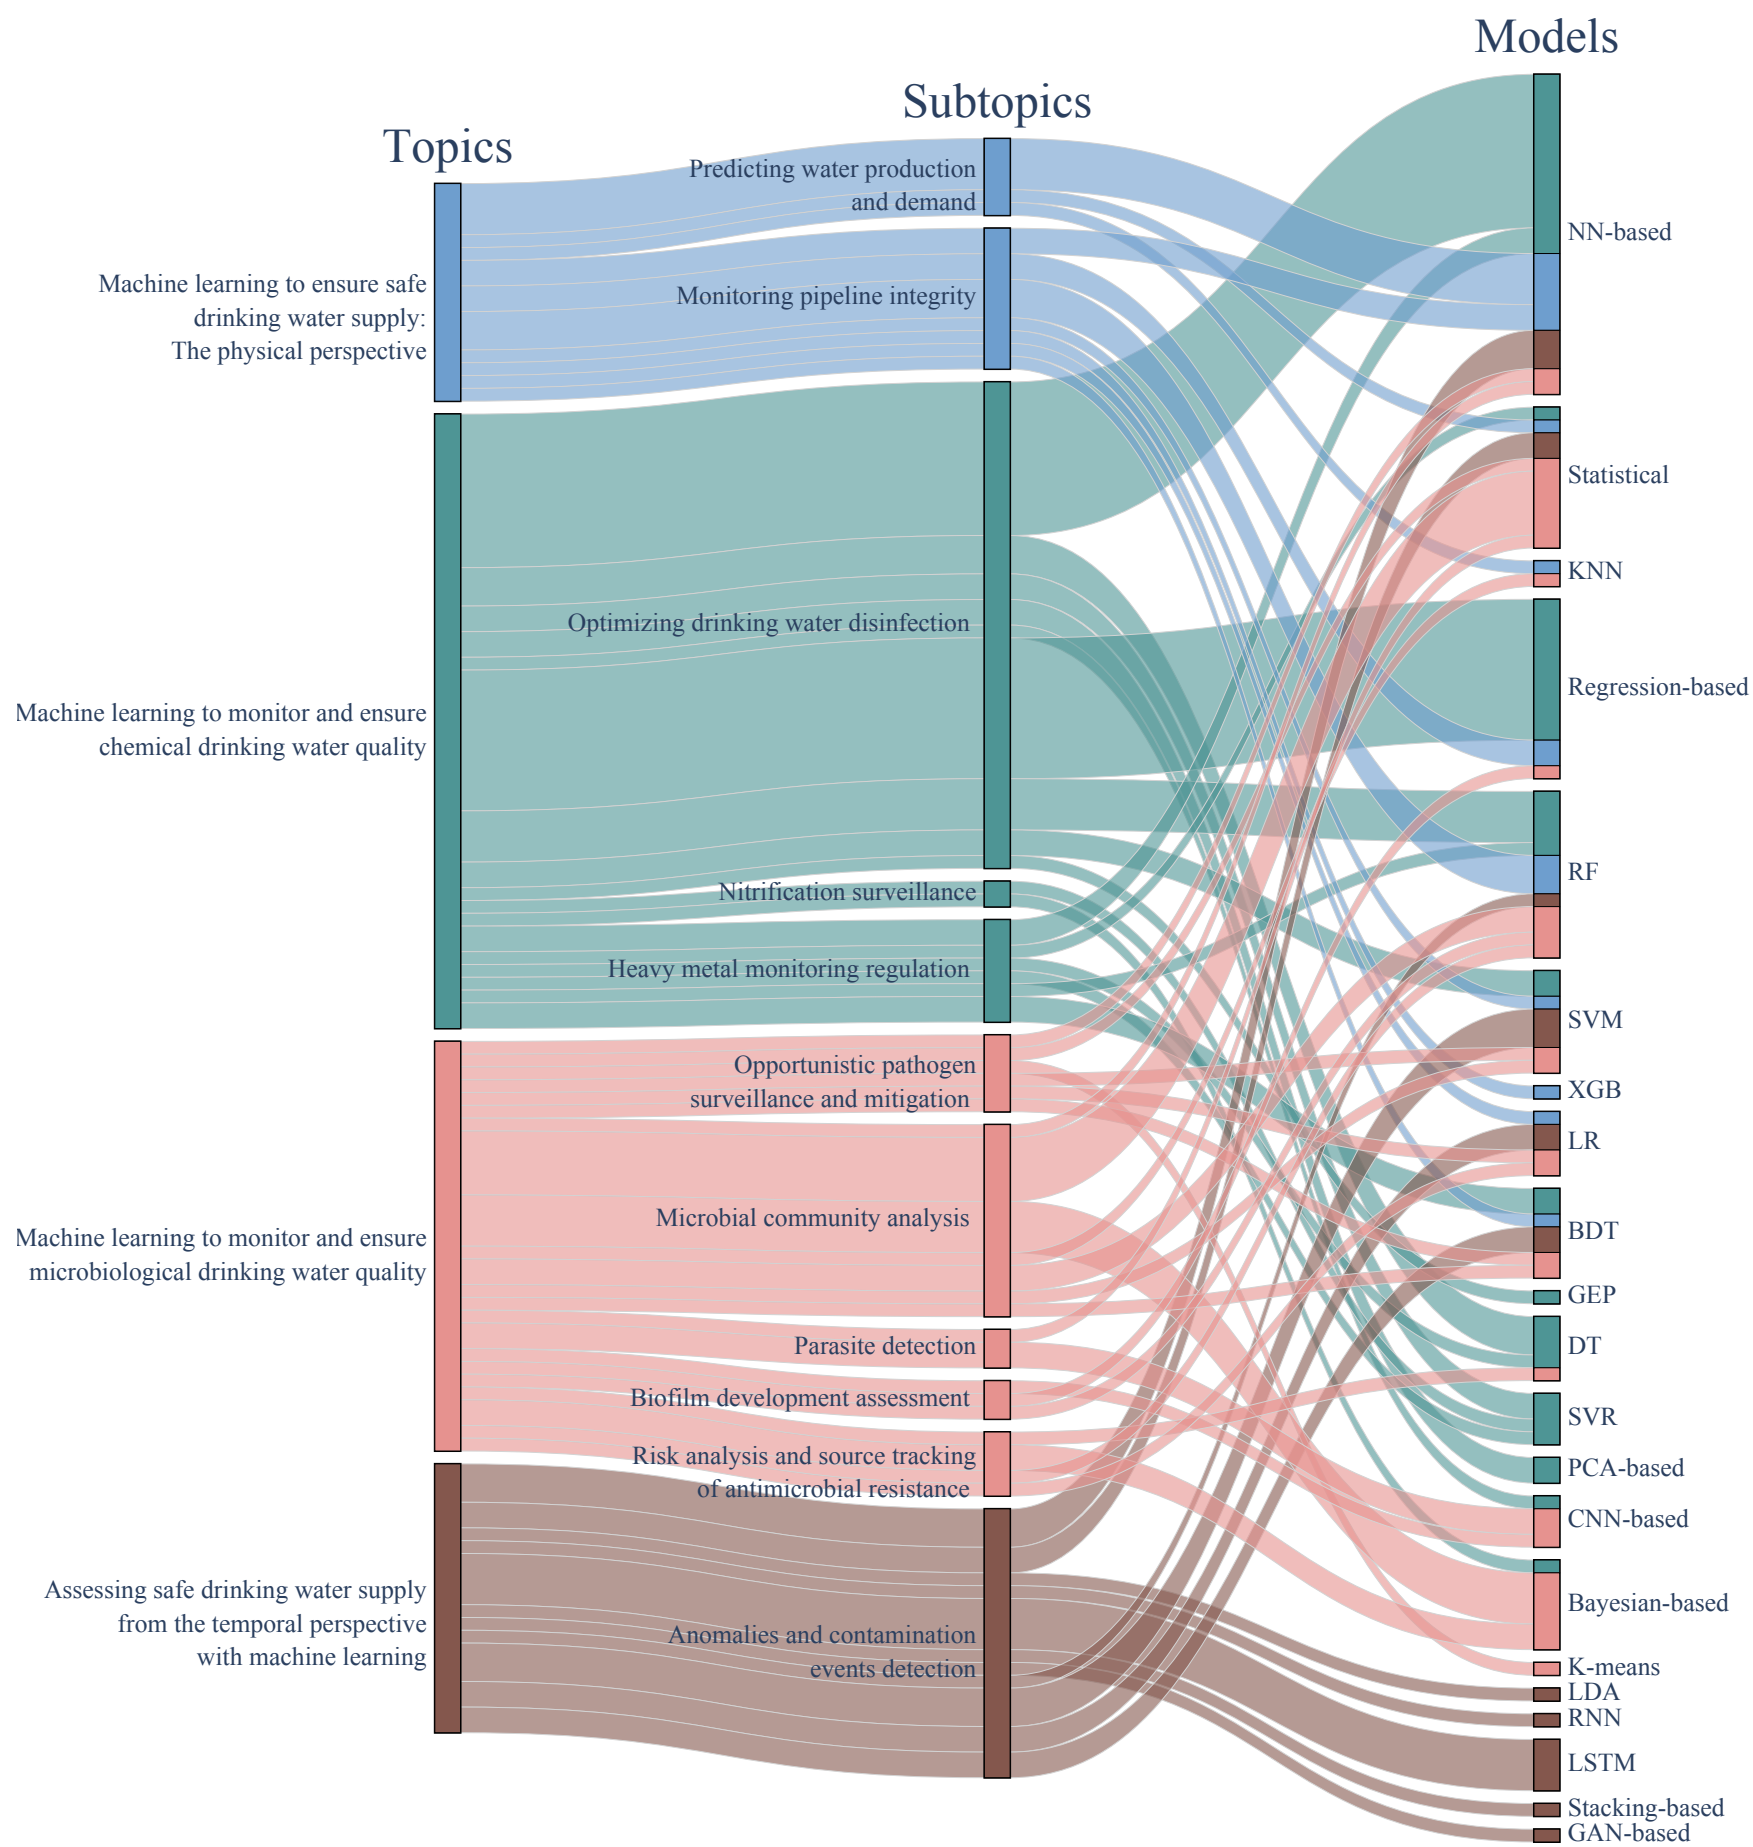 Models
Subtopics
Topics
Predicting water production
and demand
Monitoring pipeline integrity
Machine learning to ensure safe
drinking water supply:
The physical perspective
Optimizing drinking water disinfection
Machine learning to monitor and ensure
chemical drinking water quality
Nitrification surveillance
Heavy metal monitoring regulation
Opportunistic pathogen
surveillance and mitigation
Microbial community analysis
Machine learning to monitor and ensure
microbiological drinking water quality
Parasite detection
Biofilm development assessment
Risk analysis and source tracking
of antimicrobial resistance
Assessing safe drinking water supply
from the temporal perspective
with machine learning
Anomalies and contamination
events detection
NN-based
Statistical
KNN
Regression-based
RF
SVM
XGB
LR
BDT
GEP
DT
SVR
PCA-based
CNN-based
Bayesian-based
K-means
LDA
RNN
LSTM
Stacking-based
GAN-based